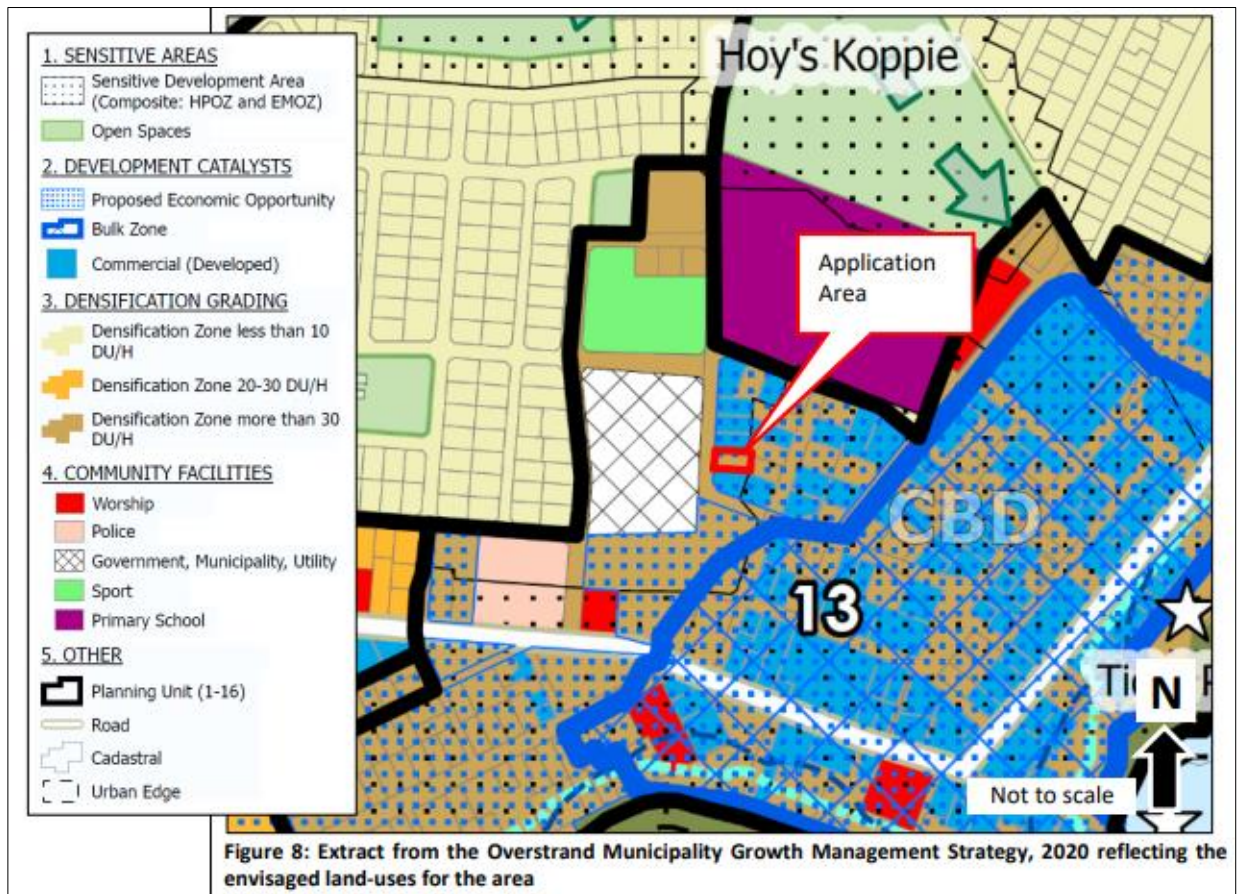 1. SENSITIVE AREAS
Sensitive Development Area
(Composite: HPOZ and EMOZ)
Open Spaces
2. DEVELOPMENT CATALYSTS
Proposed Economic Opportunity
Bulk Zone
Commercial (Developed)
3. DENSIFICATION GRADING
Densification Zone less than 10
DU/H
Densification Zone 20-30 DU/H
Densification Zone more than 30
DU/H
4. COMMUNITY FACILITIES
Worship
Police
Government, Municipality, Utility
Sport
Primary School
5. OTHER
Planning Unit (1-16)
Road
Cadastral
Urban Edge
Hoy's Koppie
Application
Area
CBD
13
N
Not to scale
Figure 8: Extract from the Overstrand Municipality Growth Management Strategy, 2020 reflecting the
envisaged land-uses for the area